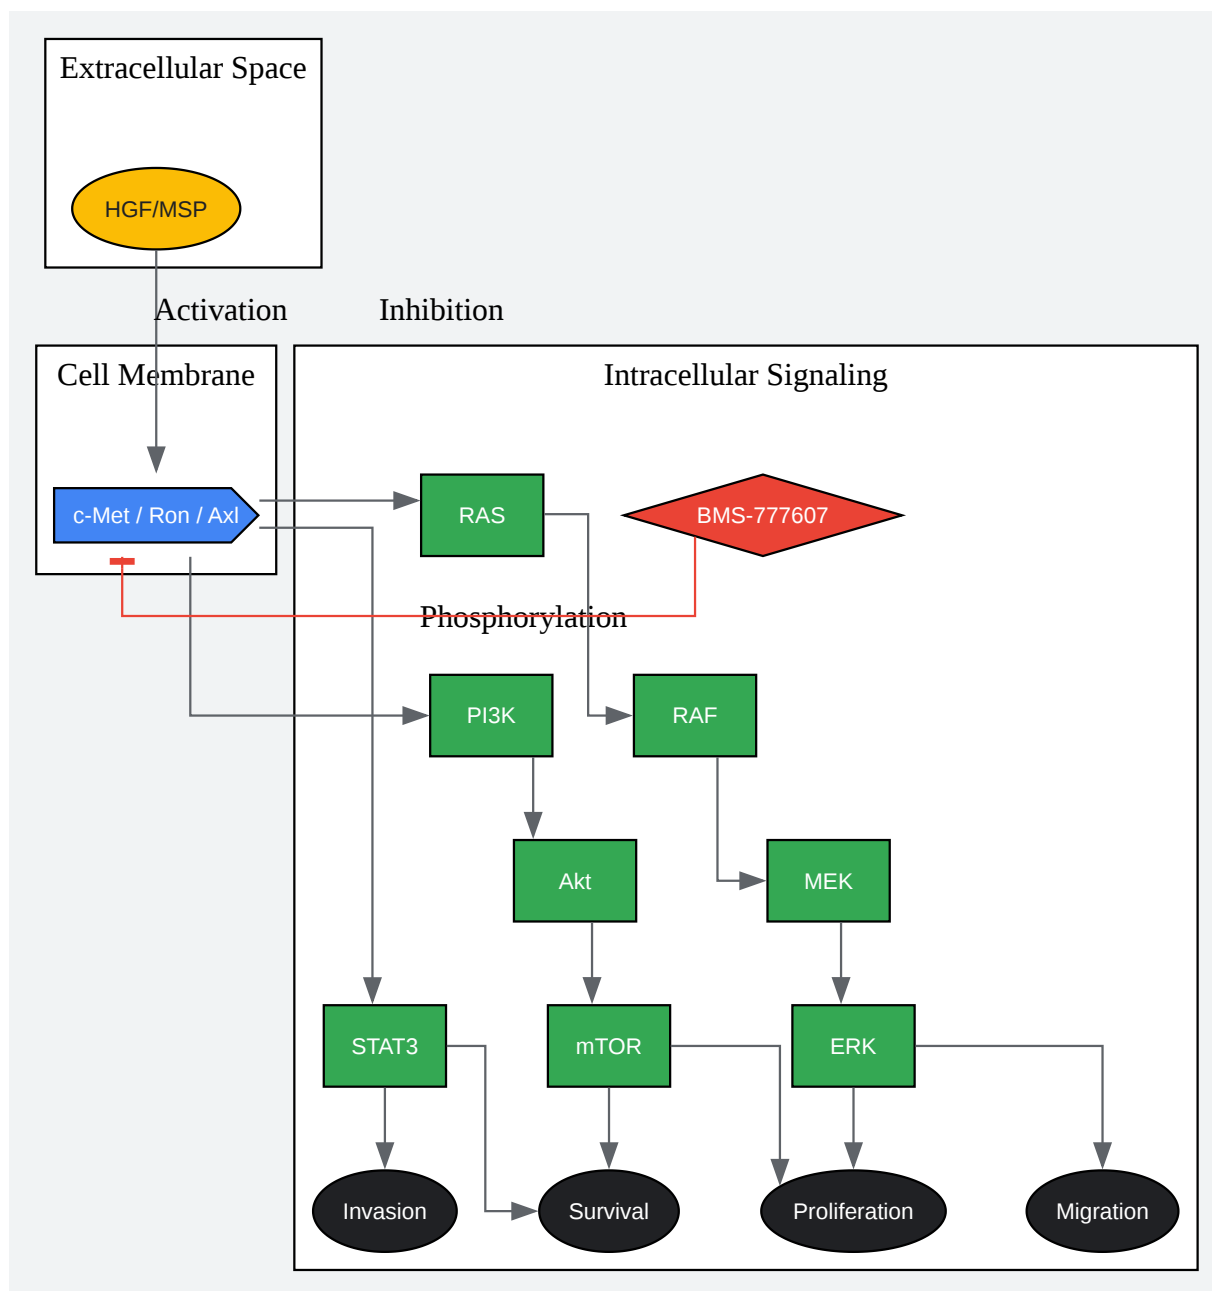 Extracellular Space
HGF/MSP
Activation
Inhibition
Cell Membrane
Intracellular Signaling
c-Met / Ron / Axl
RAS
BMS-777607
Phosphorylation
PI3K
RAF
Akt
MEK
STAT3
mTOR
ERK
Invasion
Survival
Proliferation
Migration